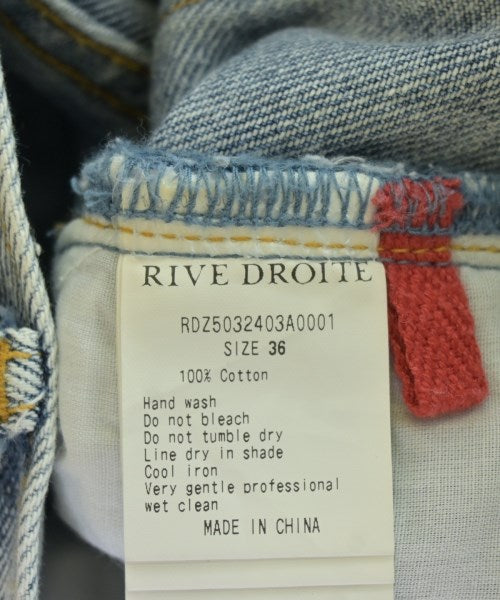 RIVE DROITE
RDZ5032403A0001
SIZE 36
100% Cotton
Hand wash
Do not bleach
Do not tumble dry
Line dry in shade
Cool iron
Very gentle professional
wet clean
MADE IN CHINA